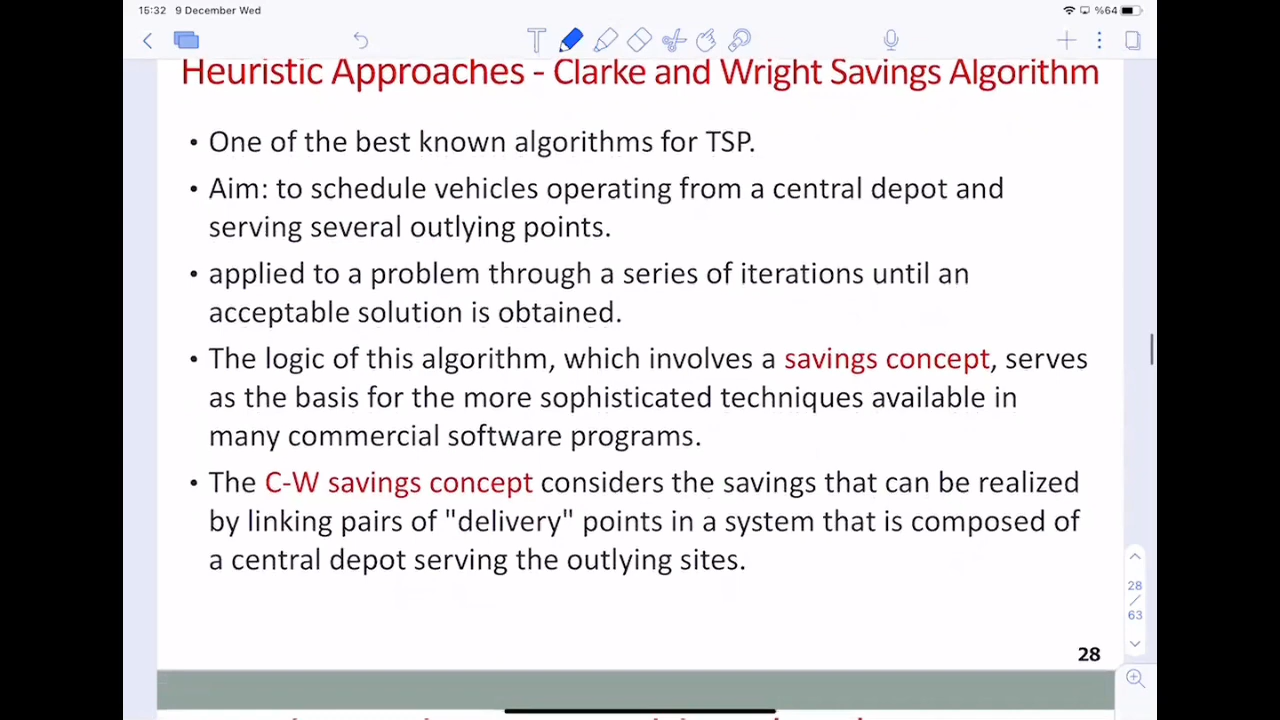 15:32 9 December Wed
%64
T
Heuristic Approaches - Clarke and Wright Savings Algorithm
• One of the best known algorithms for TSP.
• Aim: to schedule vehicles operating from a central depot and
serving several outlying points.
• applied to a problem through a series of iterations until an
acceptable solution is obtained.
• The logic of this algorithm, which involves a savings concept, serves
as the basis for the more sophisticated techniques available in
many commercial software programs.
• The C-W savings concept considers the savings that can be realized
by linking pairs of "delivery" points in a system that is composed of
a central depot serving the outlying sites.
28
/
63
28